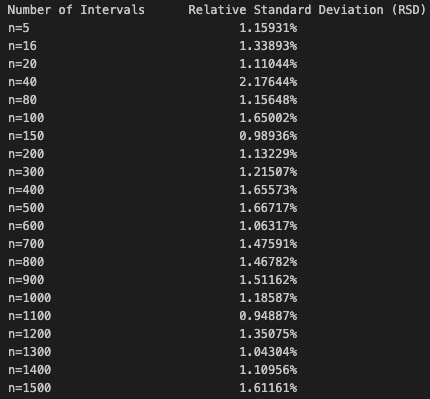 Number of Intervals Relative Standard Deviation (RSD)
n=5 1.15931%
n=16 1.33893%
n=20 1.11044%
n=40 2.17644%
n=80 1.15648%
n=100 1.65002%
n=150 0.98936%
n=200 1.13229%
n=300 1.21507%
n=400 1.65573%
n=500 1.66717%
n=600 1.06317%
n=700 1.47591%
n=800 1.46782%
n=900 1.51162%
n=1000 1.18587%
n=1100 0.94887%
n=1200 1.35075%
n=1300 1.04304%
n=1400 1.10956%
n=1500 1.61161%